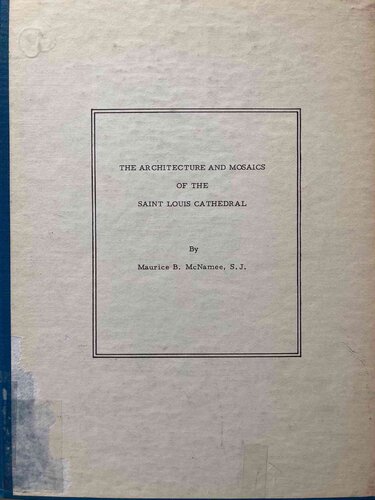 THE ARCHITECTURE AND MOSAICS
OF THE
SAINT LOUIS CATHEDRAL
By
Maurice B. McNamee, S.J.